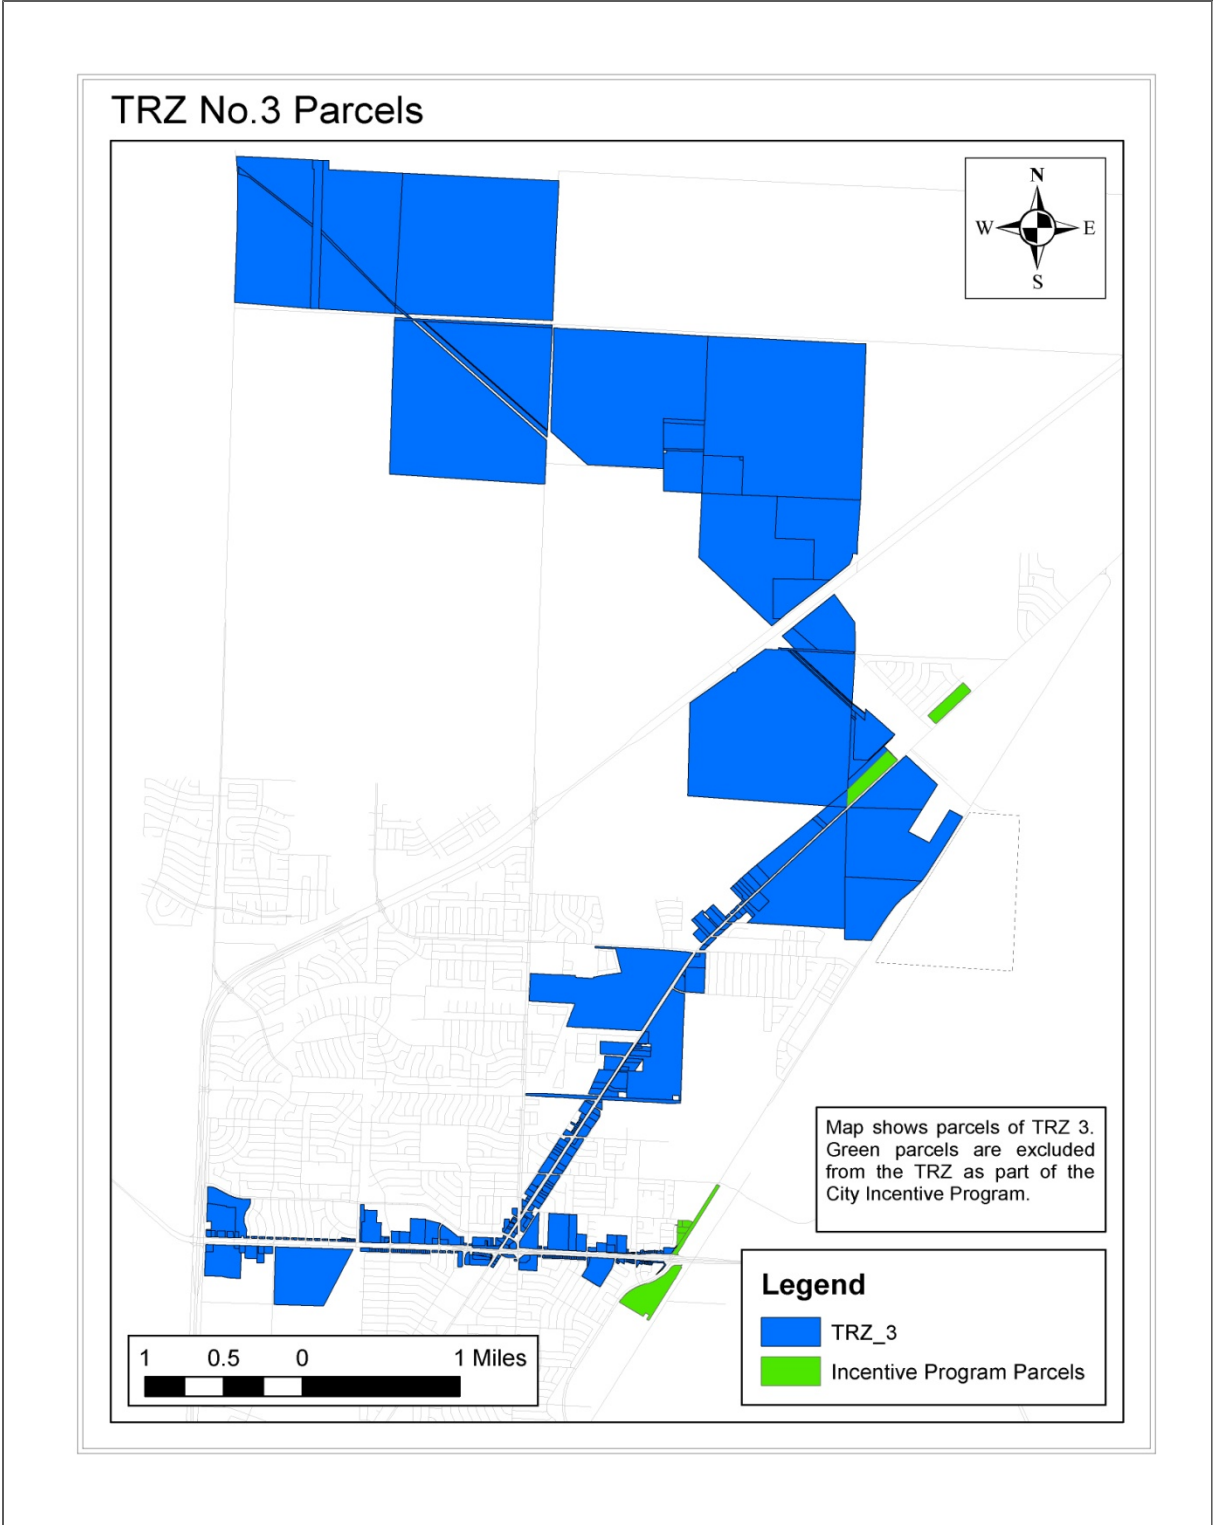 TRZ No.3 Parcels
N
W E
S
Map shows parcels of TRZ 3.
Green parcels are excluded
from the TRZ as part of the
City Incentive Program.
Legend
TRZ_3
Incentive Program Parcels
1 0.5 0 1 Miles